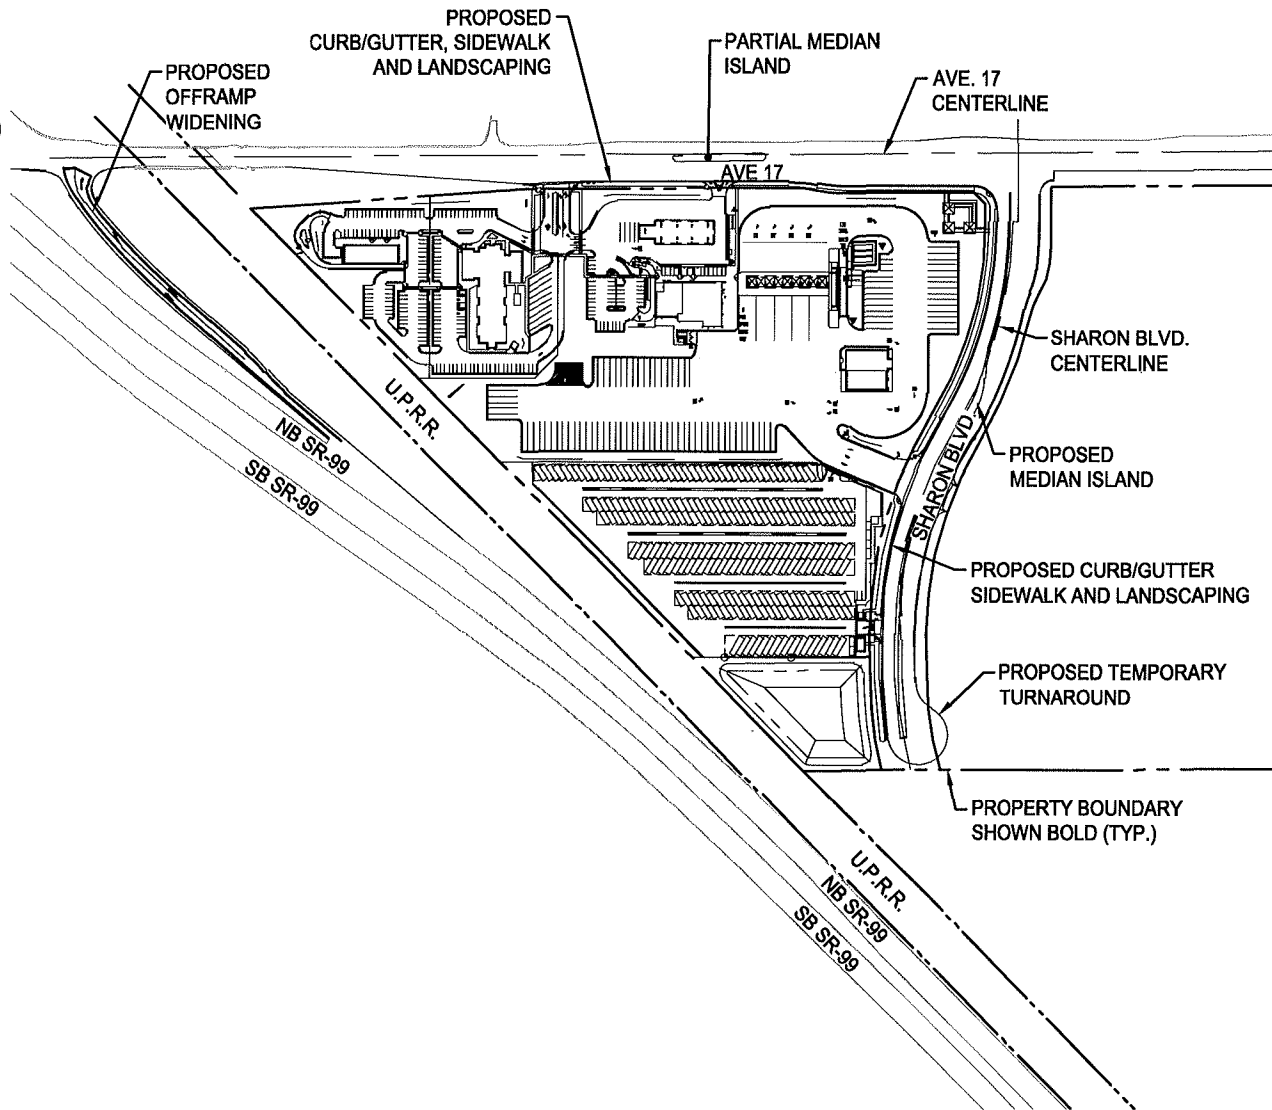 PROPOSED
CURB/GUTTER, SIDEWALK
AND LANDSCAPING
PARTIAL MEDIAN
ISLAND
PROPOSED
OFFRAMP
WIDENING
AVE. 17
CENTERLINE
AVE 17
SHARON BLVD.
CENTERLINE
U.P.R.R.
NB SR-99
SB SR-99
SHARON BLVD.
PROPOSED
MEDIAN ISLAND
PROPOSED CURB/GUTTER
SIDEWALK AND LANDSCAPING
PROPOSED TEMPORARY
TURNAROUND
PROPERTY BOUNDARY
SHOWN BOLD (TYP.)
U.P.R.R.
NB SR-99
SB SR-99